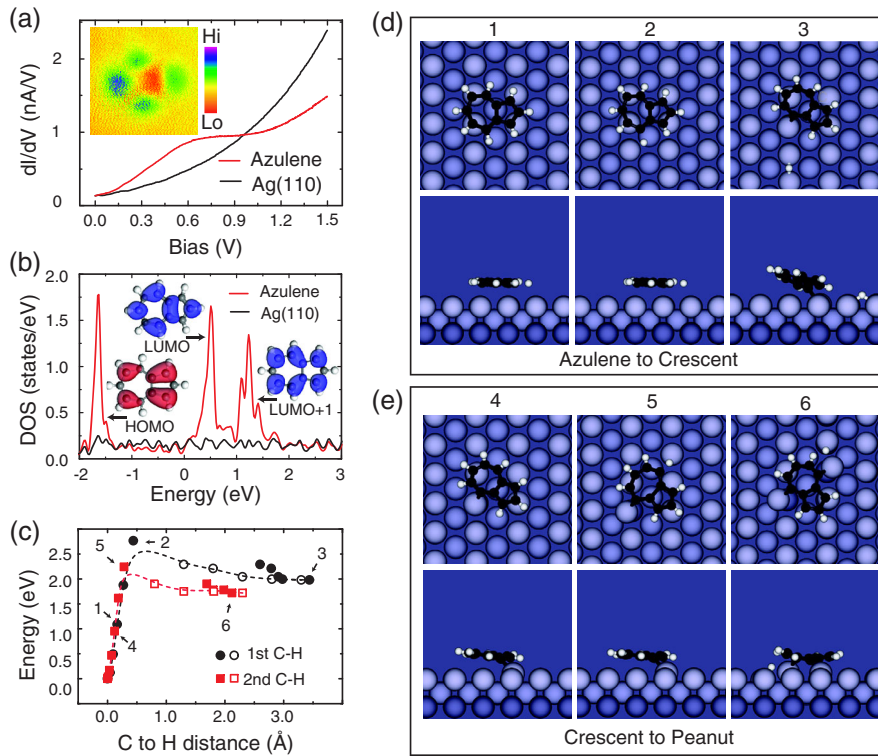 (a)
2
1
0
dI/dV (nA/V)
Hi
Lo
Azulene
Ag(110)
0.0 0.3 0.6 0.9 1.2 1.5
Bias (V)
(b)
2.0
1.5
1.0
0.5
0.0
DOS (states/eV)
Azulene
Ag(110)
LUMO
HOMO
LUMO+1
-2 -1 0 1 2 3
Energy (eV)
(c)
2.5
2.0
1.5
1.0
0.5
0.0
Energy (eV)
5
2
3
1
4
6
1st C-H
2nd C-H
0.0 1.0 2.0 3.0 4.0
C to H distance (Å)
(d)
1 2 3
Azulene to Crescent
(e)
4 5 6
Crescent to Peanut